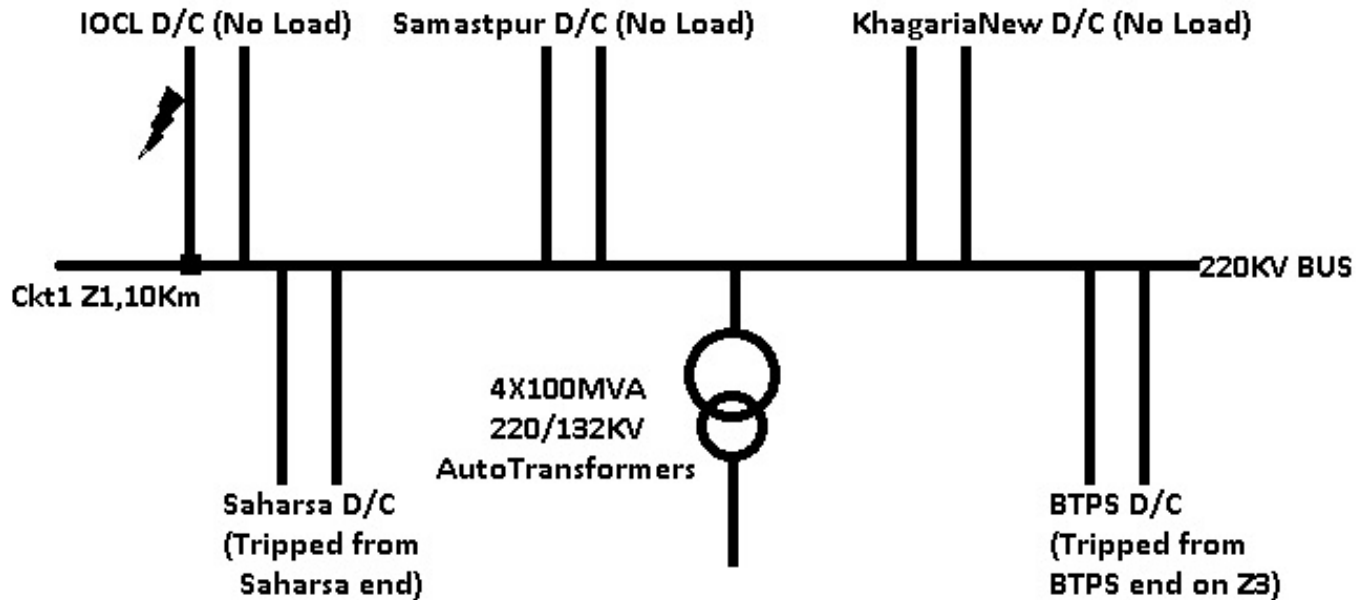 IOCL D/C (No Load)
Samastpur D/C (No Load)
KhagariaNew D/C (No Load)
220KV BUS
Ckt1 Z1,10Km
4X100MVA
220/132KV
AutoTransformers
Saharsa D/C
(Tripped from
Saharsa end)
BTPS D/C
(Tripped from
BTPS end on Z3)